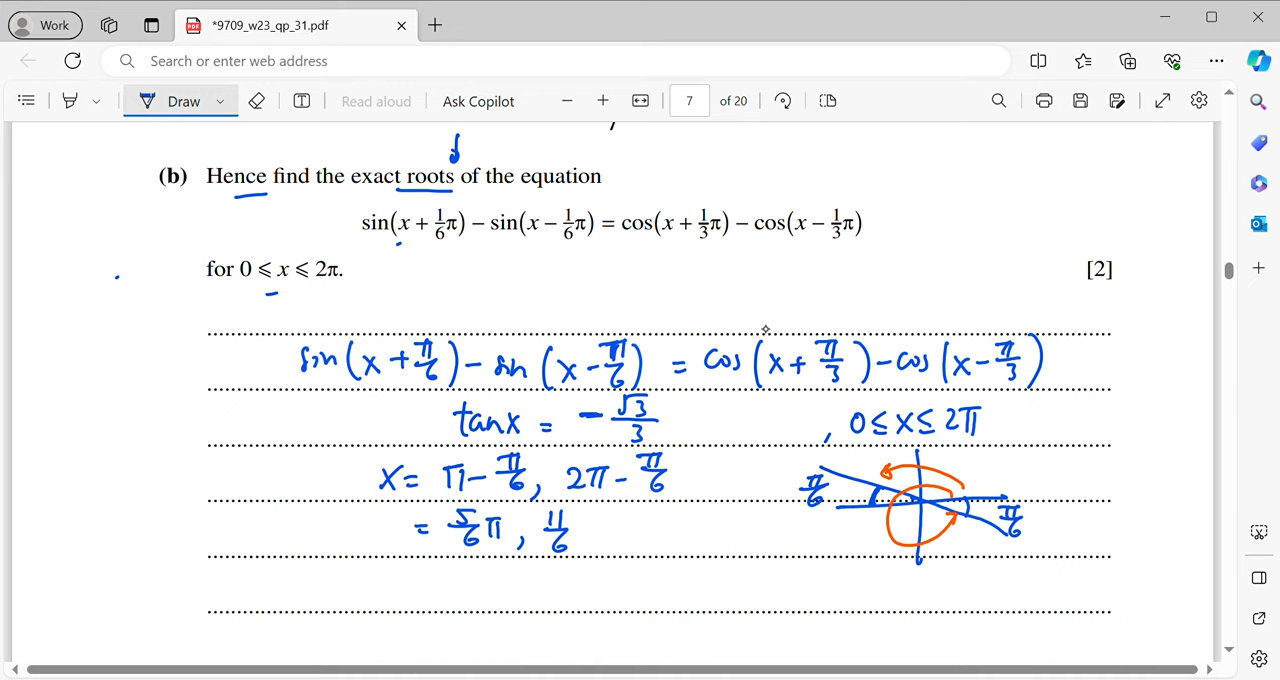 Work
*9709_w23_qp_31.pdf
Search or enter web address
Draw
Read aloud
Ask Copilot
7 of 20
(b) Hence find the exact roots of the equation
sin(x + 1/6π) − sin(x − 1/6π) = cos(x + 1/3π) − cos(x − 1/3π)
for 0 ⩽ x ⩽ 2π. [2]
sin(x + π/6) − sin(x − π/6) = cos(x + π/3) − cos(x − π/3)
tanx = − √3/3 , 0 ≤ x ≤ 2π
x = π − π/6, 2π − π/6
π/6
π/6
= 5/6 π, 11/6